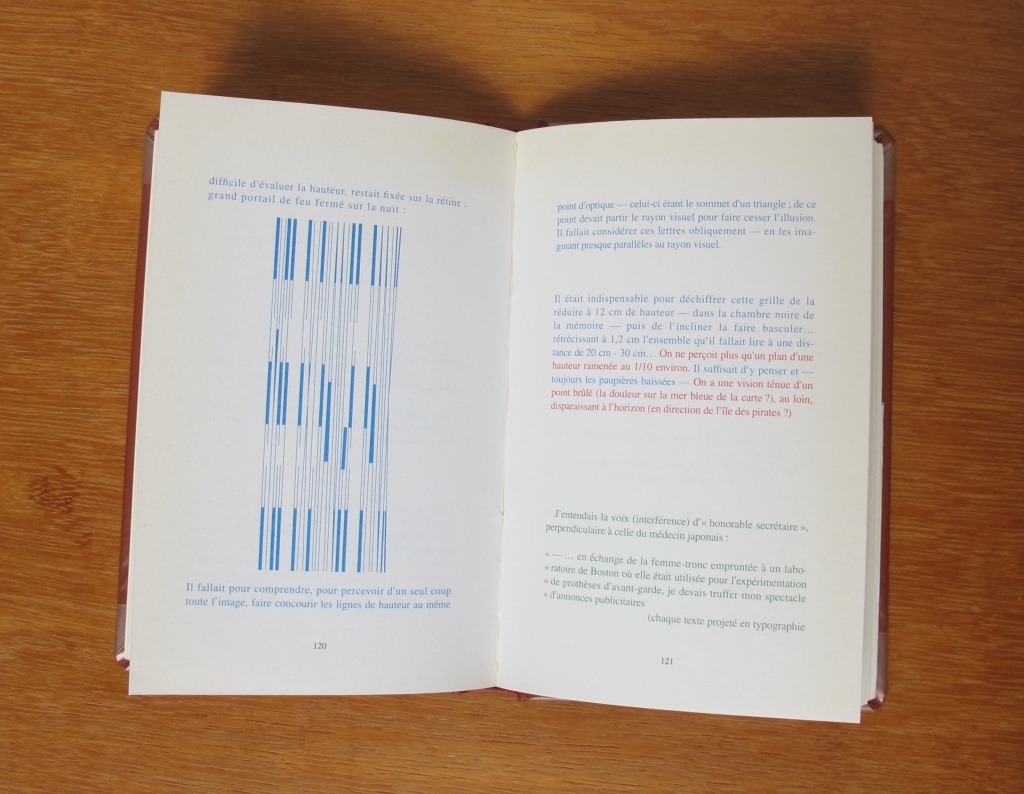 difficile d'évaluer la hauteur, restait fixée sur la rétine :
grand portail de feu fermé sur la nuit :
Il fallait pour comprendre, pour percevoir d'un seul coup
toute l'image, faire concourir les lignes de hauteur au même
120
point d'optique — celui-ci étant le sommet d'un triangle ; de ce
point devait partir le rayon visuel pour faire cesser l'illusion.
Il fallait considérer ces lettres obliquement — en les ima-
ginant presque parallèles au rayon visuel.
Il était indispensable pour déchiffrer cette grille de la
réduire à 12 cm de hauteur — dans la chambre noire de
la mémoire — puis de l'incliner la faire basculer...
rétrécissant à 1,2 cm l'ensemble qu'il fallait lire à une dis-
tance de 20 cm - 30 cm... On ne perçoit plus qu'un plan d'une
hauteur ramenée au 1/10 environ. Il suffisait d'y penser et —
toujours les paupières baissées — On a une vision ténue d'un
point brûlé (la douleur sur la mer bleue de la carte ?), au loin,
disparaissant à l'horizon (en direction de l'île des pirates ?)
J'entendais la voix (interférence) d'« honorable secrétaire »,
perpendiculaire à celle du médecin japonais :
« — ... en échange de la femme-tronc empruntée à un labo-
« ratoire de Boston où elle était utilisée pour l'expérimentation
« de prothèses d'avant-garde, je devais truffer mon spectacle
« d'annonces publicitaires
(chaque texte projeté en typographie
121